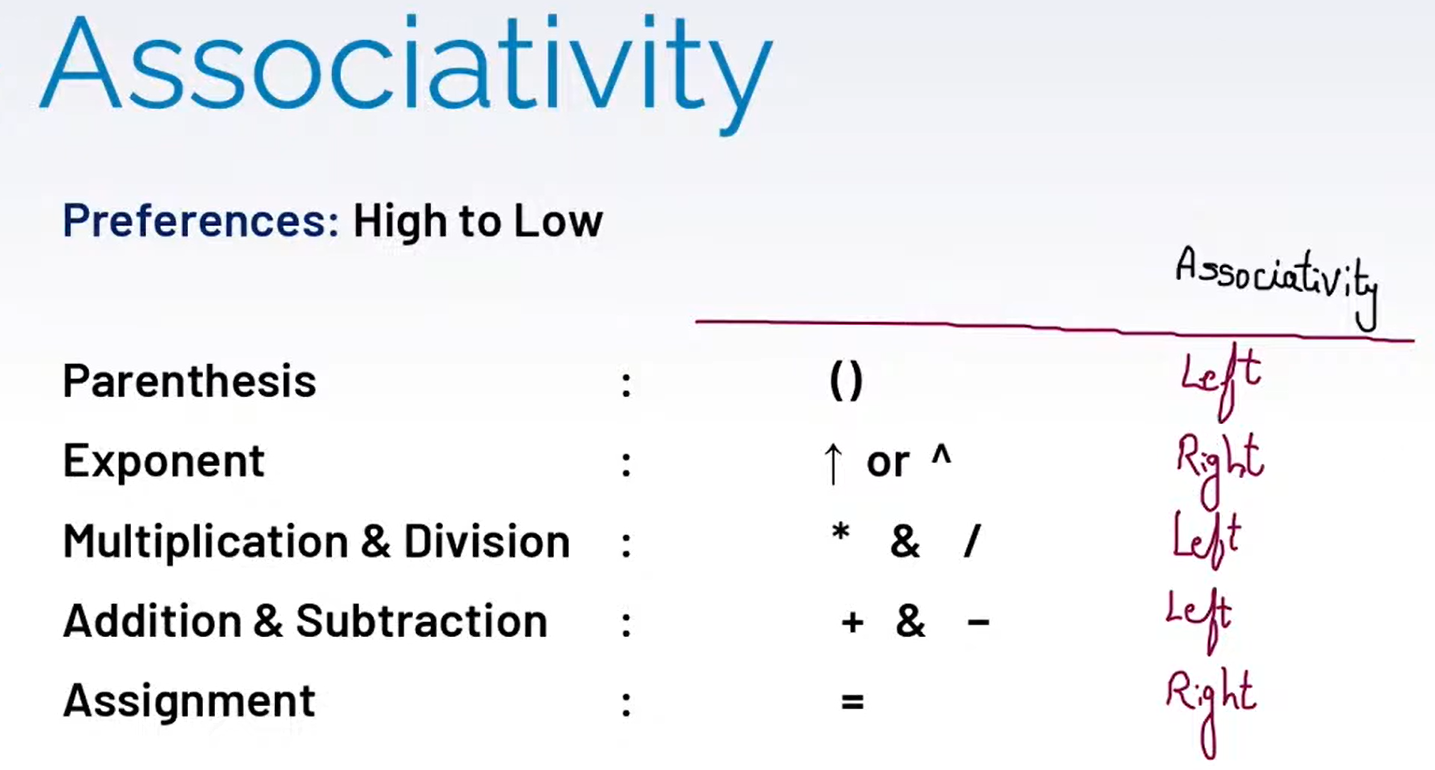 Associativity
Preferences: High to Low
Associativity
Parenthesis : () Left
Exponent : ↑ or ^ Right
Multiplication & Division : * & / Left
Addition & Subtraction : + & - Left
Assignment : = Right